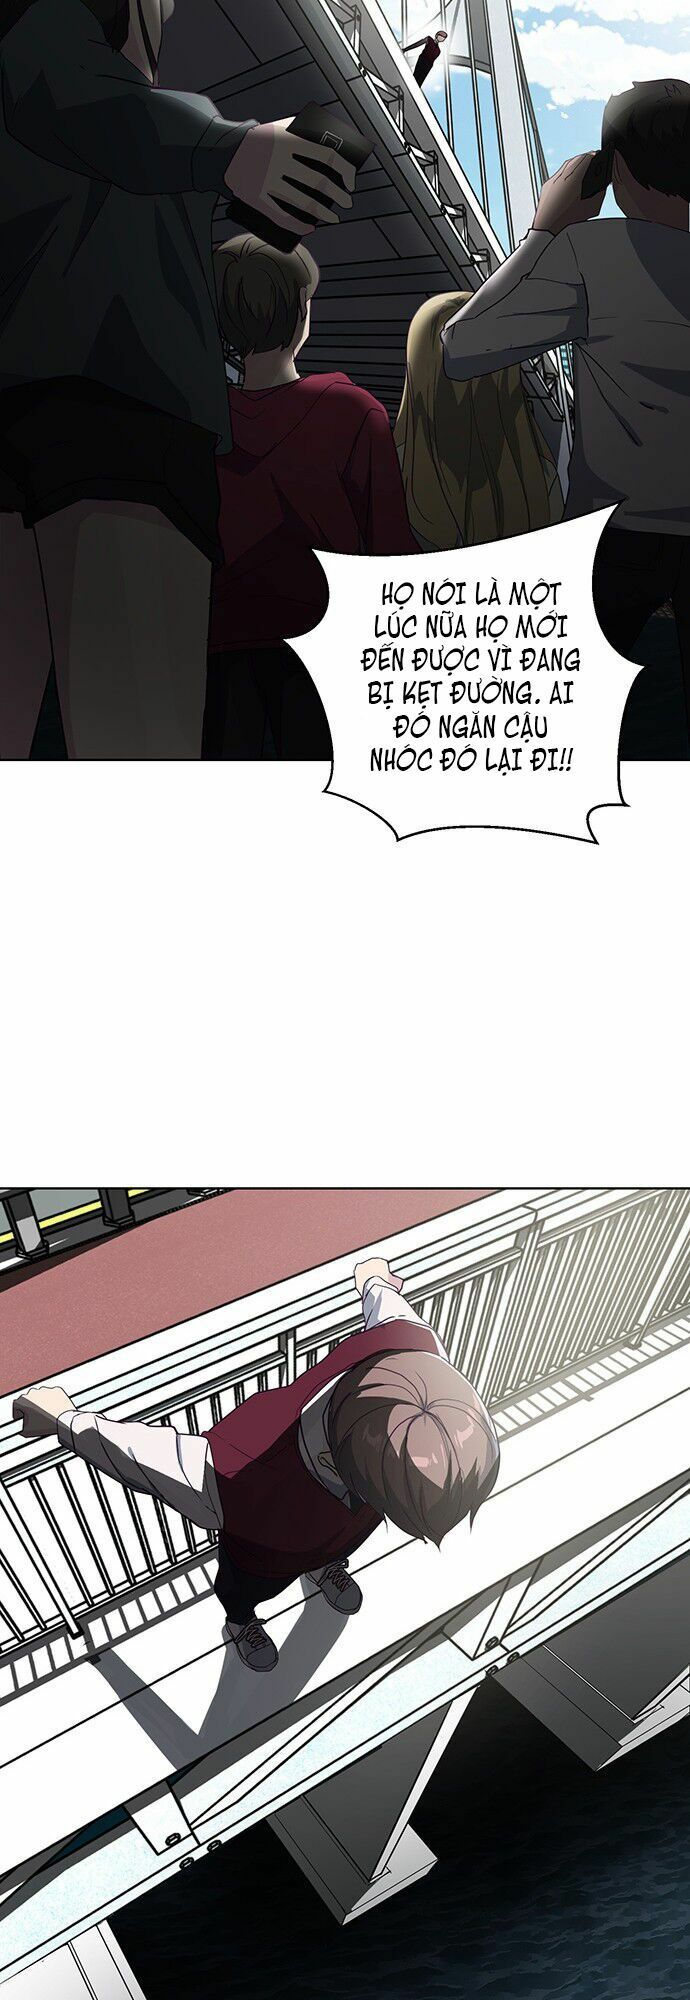 HỌ NÓI LÀ MỘT
LÚC NỮA HỌ MỚI
ĐẾN ĐƯỢC VÌ ĐANG
BỊ KẸT ĐƯỜNG. AI
ĐÓ NGĂN CẬU
NHÓC ĐÓ LẠI ĐI!!